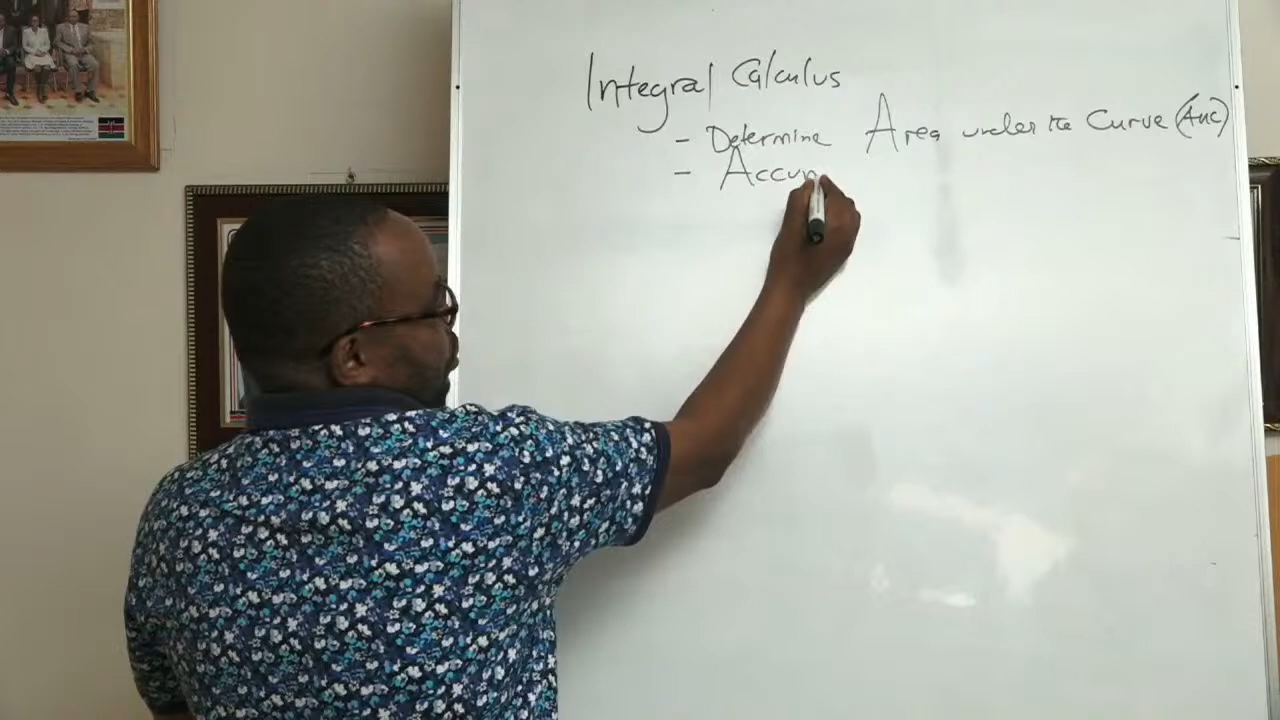 Integral Calculus
- Determine Area under the Curve (AUC)
- Accum